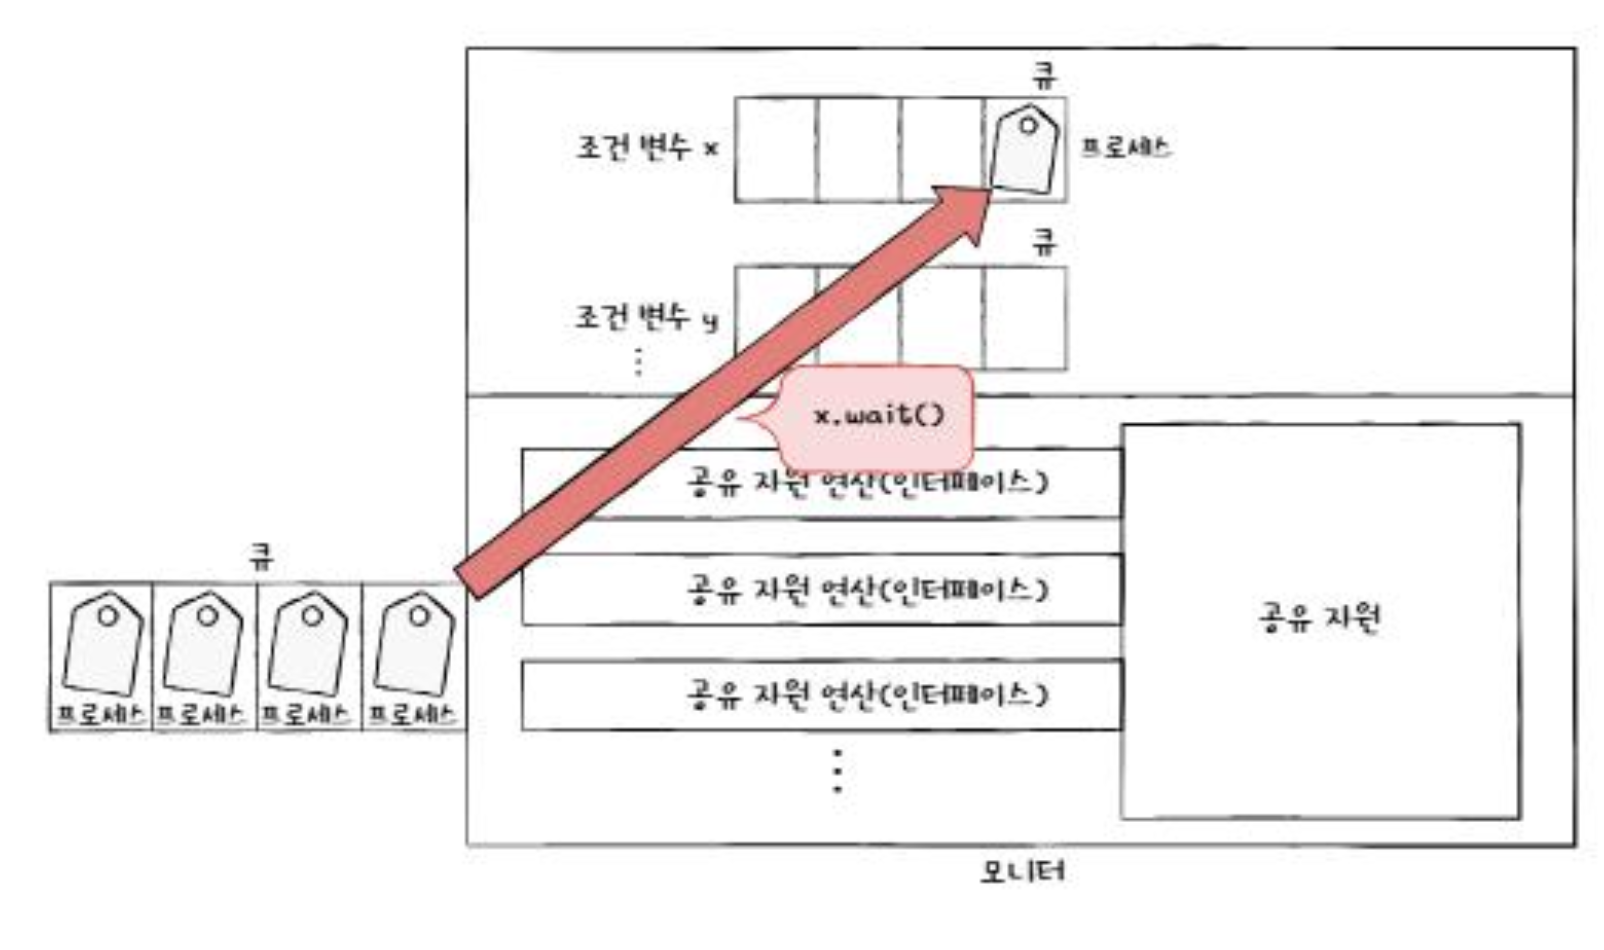 큐
조건 변수 x
프로세스
큐
조건 변수 y
⋮
x.wait()
공유 자원 연산(인터페이스)
큐
공유 자원 연산(인터페이스)
공유 자원
공유 자원 연산(인터페이스)
프로세스 프로세스 프로세스 프로세스
⋮
모니터